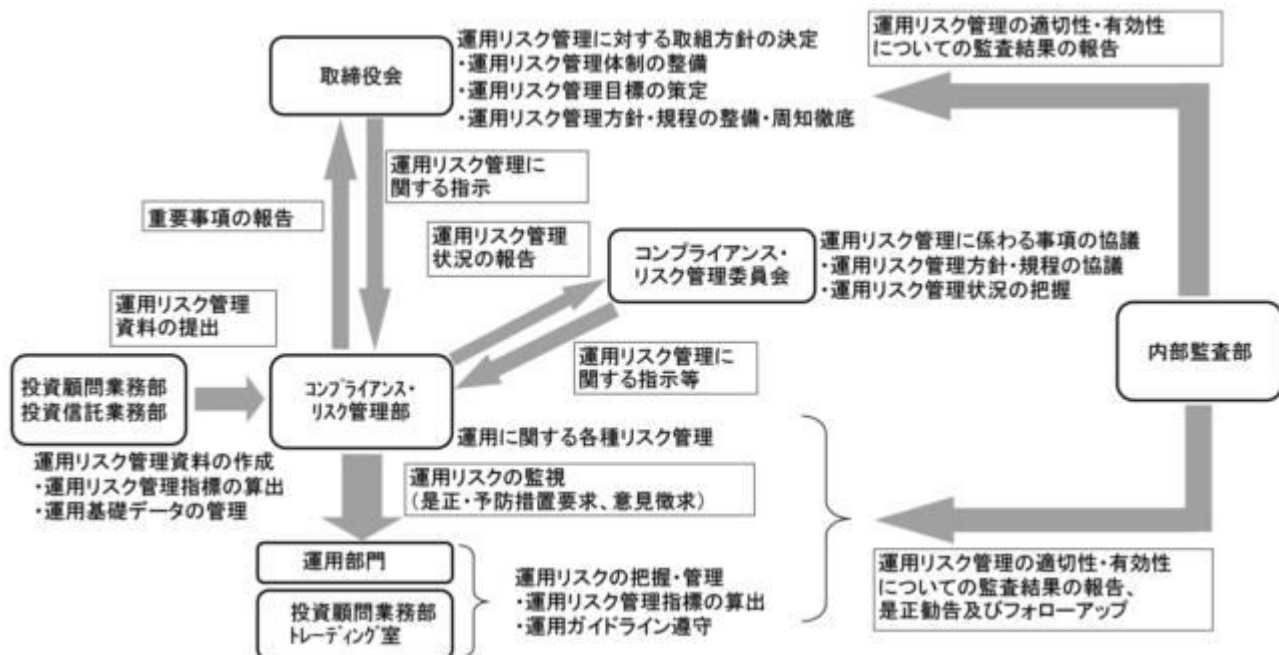 取締役会
運用リスク管理に対する取組方針の決定
・運用リスク管理体制の整備
・運用リスク管理目標の策定
・運用リスク管理方針・規程の整備・周知徹底
運用リスク管理の適切性・有効性
についての監査結果の報告
運用リスク管理に
関する指示
重要事項の報告
運用リスク管理
状況の報告
コンプライアンス・
リスク管理委員会
運用リスク管理に係わる事項の協議
・運用リスク管理方針・規程の協議
・運用リスク管理状況の把握
運用リスク管理
資料の提出
運用リスク管理に
関する指示等
内部監査部
投資顧問業務部
投資信託業務部
コンプライアンス・
リスク管理部
運用に関する各種リスク管理
運用リスク管理資料の作成
・運用リスク管理指標の算出
・運用基礎データの管理
運用リスクの監視
(是正・予防措置要求、意見徴求)
運用部門
投資顧問業務部
トレーディング室
運用リスクの把握・管理
・運用リスク管理指標の算出
・運用ガイドライン遵守
運用リスク管理の適切性・有効性
についての監査結果の報告、
是正勧告及びフォローアップ